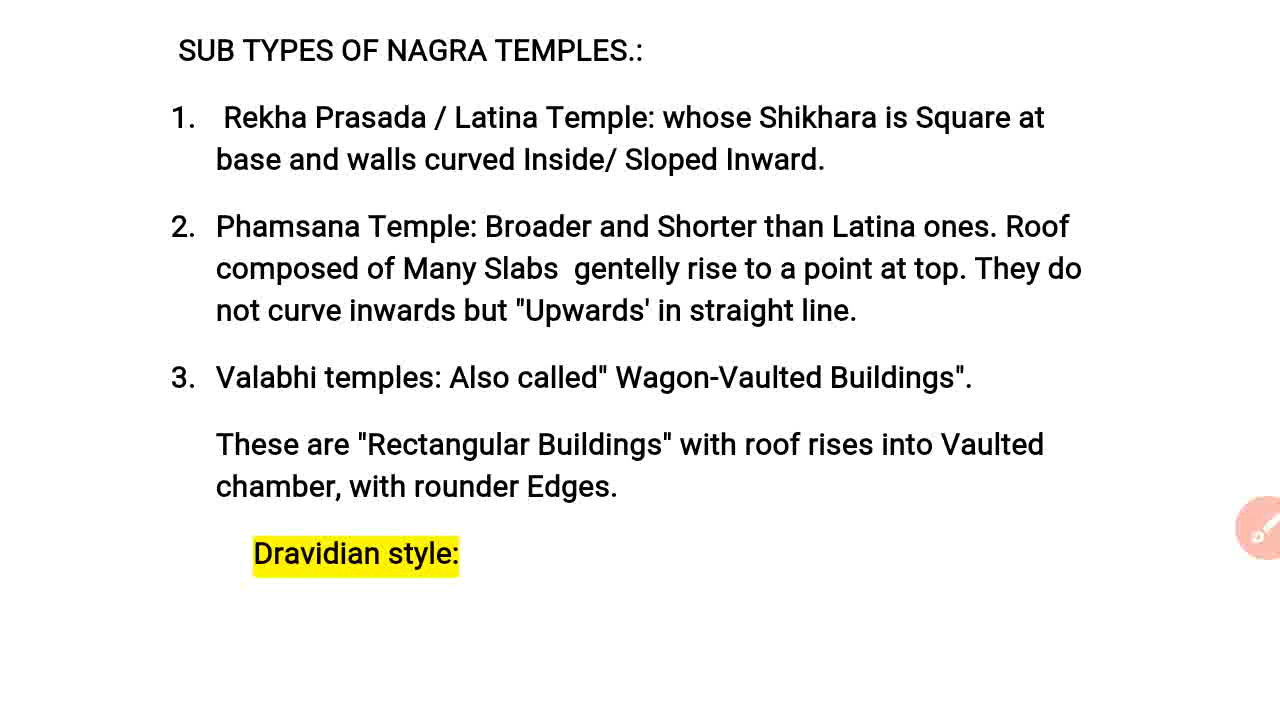 SUB TYPES OF NAGRA TEMPLES.:
1. Rekha Prasada / Latina Temple: whose Shikhara is Square at
base and walls curved Inside/ Sloped Inward.
2. Phamsana Temple: Broader and Shorter than Latina ones. Roof
composed of Many Slabs  gentelly rise to a point at top. They do
not curve inwards but "Upwards' in straight line.
3. Valabhi temples: Also called" Wagon-Vaulted Buildings".
These are "Rectangular Buildings" with roof rises into Vaulted
chamber, with rounder Edges.
Dravidian style: